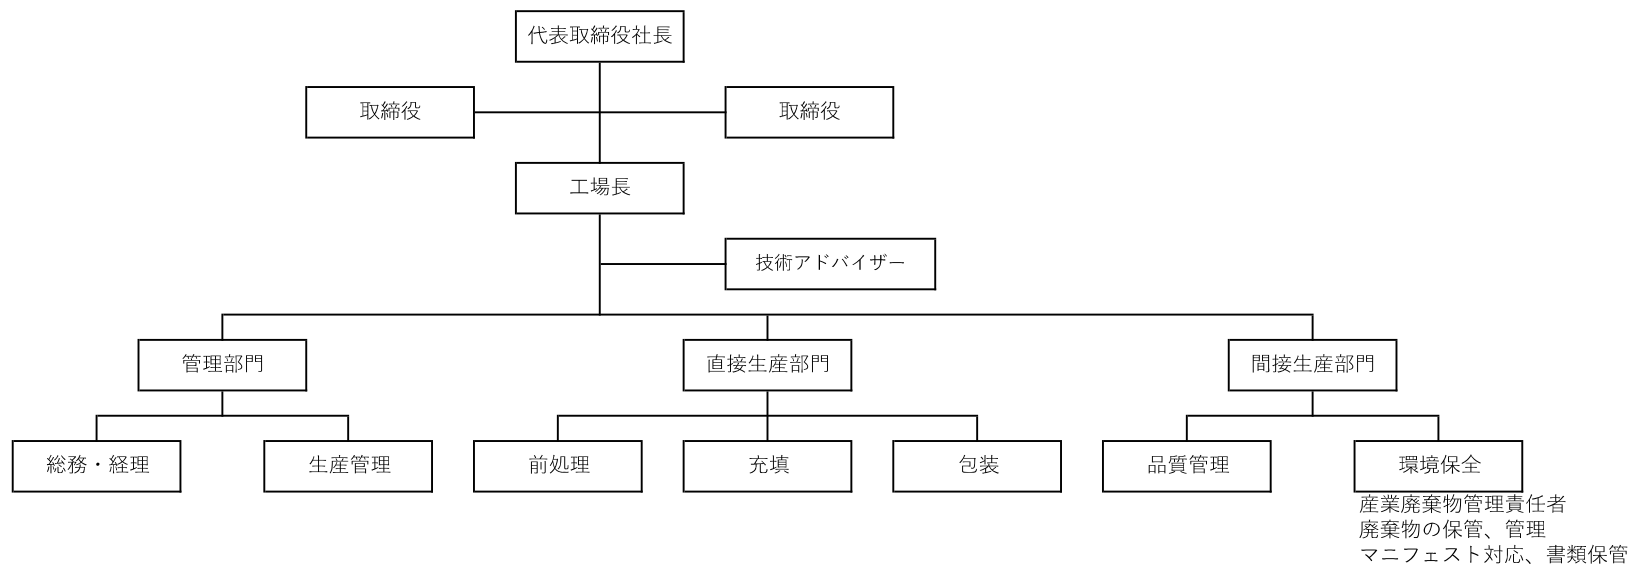 代表取締役社長
取締役
取締役
工場長
技術アドバイザー
管理部門
直接生産部門
間接生産部門
総務・経理
生産管理
前処理
充填
包装
品質管理
環境保全
産業廃棄物管理責任者
廃棄物の保管、管理
マニフェスト対応、書類保管